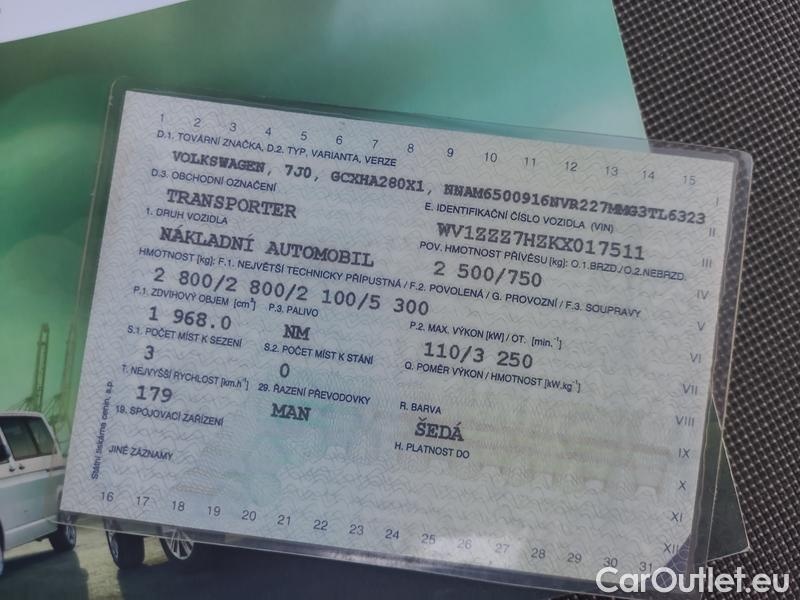 1 2 3 4 5 6 7 8 9 10 11 12 13 14 15
D.1. TOVÁRNÍ ZNAČKA, D.2. TYP, VARIANTA, VERZE
VOLKSWAGEN, 7J0, GCXHA280X1, NNAM6500916NVR227MMG3TL6323
D.3. OBCHODNÍ OZNAČENÍ
TRANSPORTER
E. IDENTIFIKAČNÍ ČÍSLO VOZIDLA (VIN)
WV1ZZZ7HZKX017511
1. DRUH VOZIDLA
NÁKLADNÍ AUTOMOBIL
POV. HMOTNOST PŘÍVĚSU [kg]: O.1.BRZD./O.2.NEBRZD.
2 500/750
HMOTNOST [kg]: F.1. NEJVĚTŠÍ TECHNICKY PŘÍPUSTNÁ / F.2. POVOLENÁ / G. PROVOZNÍ / F.3. SOUPRAVY
2 800/2 800/2 100/5 300
P.1. ZDVIHOVÝ OBJEM [cm³]
1 968.0
P.3. PALIVO
NM
P.2. MAX. VÝKON [kW] / OT. [min.⁻¹]
110/3 250
S.1. POČET MÍST K SEZENÍ
3
S.2. POČET MÍST K STÁNÍ
0
Q. POMĚR VÝKON / HMOTNOST [kW.kg⁻¹]
T. NEJVYŠŠÍ RYCHLOST [km.h⁻¹]
179
29. ŘAZENÍ PŘEVODOVKY
MAN
R. BARVA
ŠEDÁ
19. SPOJOVACÍ ZAŘÍZENÍ
H. PLATNOST DO
JINÉ ZÁZNAMY
Státní tiskárna cenin, s.p.
I
II
III
IV
V
VI
VII
VIII
IX
X
XI
XII
16 17 18 19 20 21 22 23 24 25 26 27 28 29 30 31
CarOutlet.eu